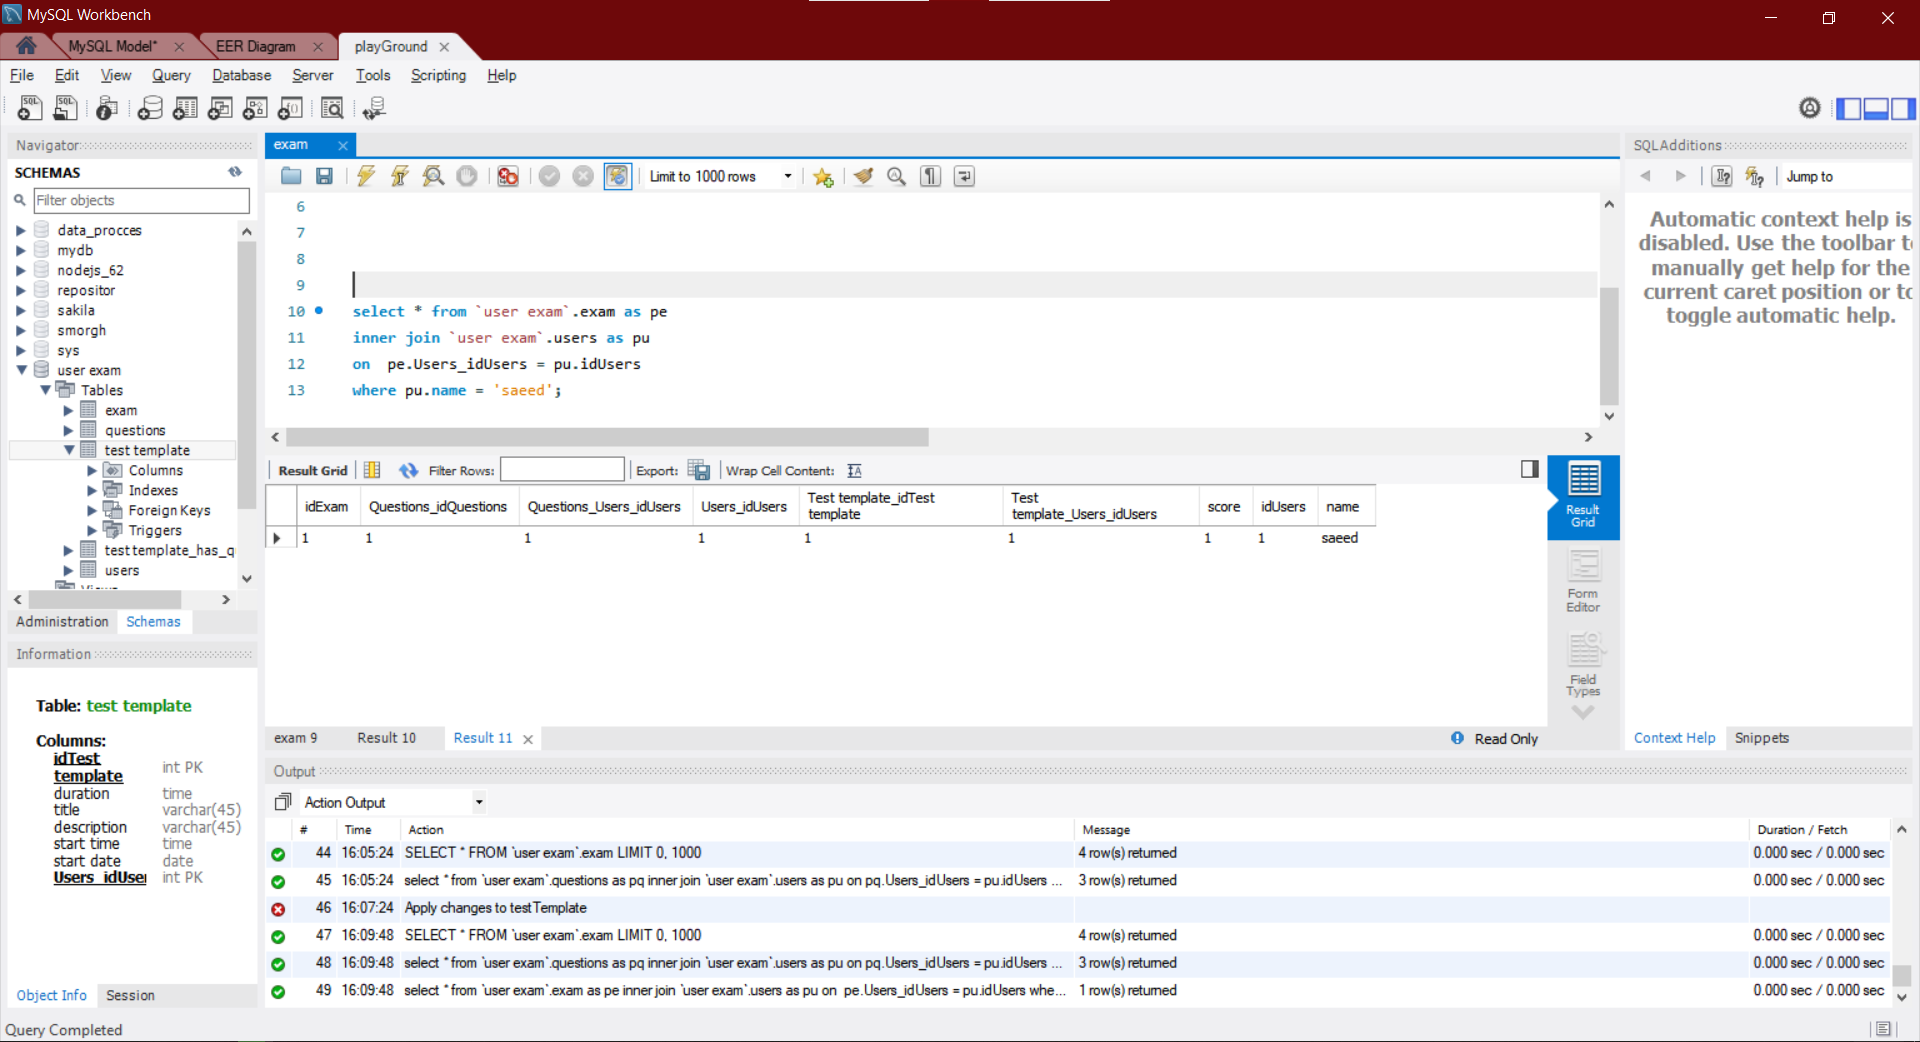 MySQL Workbench
MySQL Model*
EER Diagram
playGround
File Edit View Query Database Server Tools Scripting Help
Navigator
SCHEMAS
Filter objects
data_procces
mydb
nodejs_62
repositor
sakila
smorgh
sys
user exam
Tables
exam
questions
test template
Columns
Indexes
Foreign Keys
Triggers
test template_has_q
users
Views
Administration Schemas
Information
Table: test template
Columns:
idTest template int PK
duration time
title varchar(45)
description varchar(45)
start time time
start date date
Users_idUser int PK
Object Info Session
Query Completed
exam
Limit to 1000 rows
6
7
8
9
10 select * from `user exam`.exam as pe
11 inner join `user exam`.users as pu
12 on  pe.Users_idUsers = pu.idUsers
13 where pu.name = 'saeed';
Result Grid Filter Rows: Export: Wrap Cell Content:
idExam Questions_idQuestions Questions_Users_idUsers Users_idUsers Test template_idTest template Test template_Users_idUsers score idUsers name
1 1 1 1 1 1 1 1 saeed
Result Grid
Form Editor
Field Types
exam 9 Result 10 Result 11 Read Only
Output
Action Output
# Time Action Message Duration / Fetch
44 16:05:24 SELECT * FROM `user exam`.exam LIMIT 0, 1000 4 row(s) returned 0.000 sec / 0.000 sec
45 16:05:24 select * from `user exam`.questions as pq inner join `user exam`.users as pu on pq.Users_idUsers = pu.idUsers ... 3 row(s) returned 0.000 sec / 0.000 sec
46 16:07:24 Apply changes to testTemplate
47 16:09:48 SELECT * FROM `user exam`.exam LIMIT 0, 1000 4 row(s) returned 0.000 sec / 0.000 sec
48 16:09:48 select * from `user exam`.questions as pq inner join `user exam`.users as pu on pq.Users_idUsers = pu.idUsers ... 3 row(s) returned 0.000 sec / 0.000 sec
49 16:09:48 select * from `user exam`.exam as pe inner join `user exam`.users as pu on  pe.Users_idUsers = pu.idUsers whe... 1 row(s) returned 0.000 sec / 0.000 sec
SQLAdditions
Jump to
Automatic context help is
disabled. Use the toolbar t
manually get help for the
current caret position or to
toggle automatic help.
Context Help Snippets